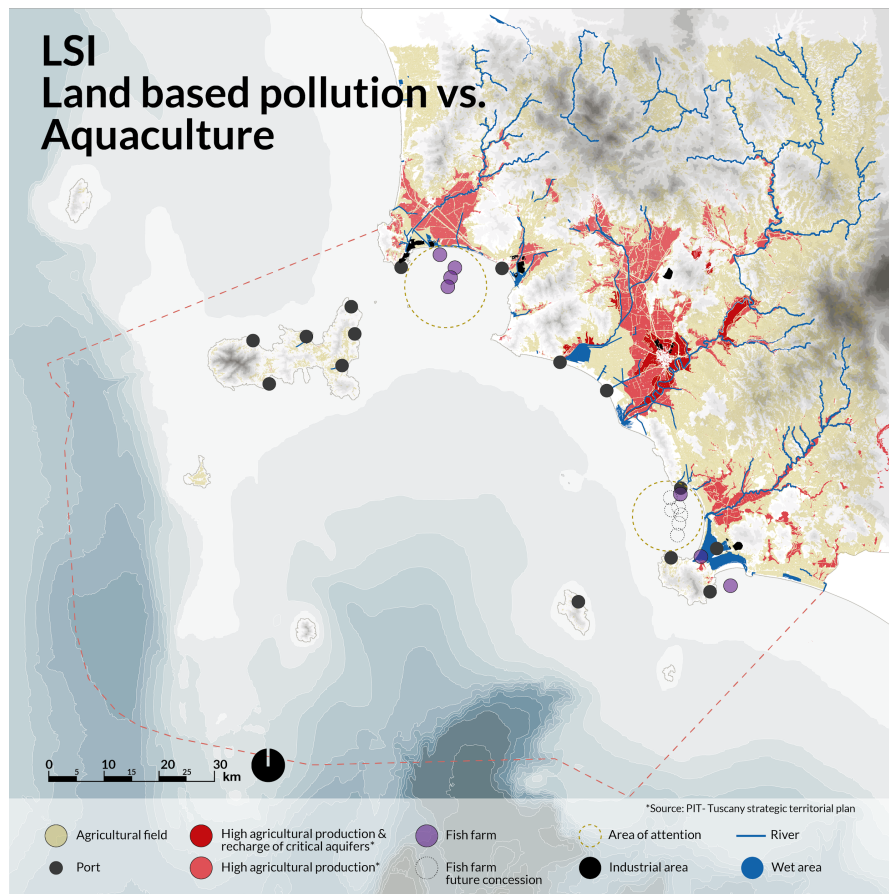 LSI
Land based pollution vs.
Aquaculture
0 5 10 15 20 25 30
km
*Source: PIT- Tuscany strategic territorial plan
Agricultural field
High agricultural production &
recharge of critical aquifers*
Fish farm
Area of attention
River
Port
High agricultural production*
Fish farm
future concession
Industrial area
Wet area